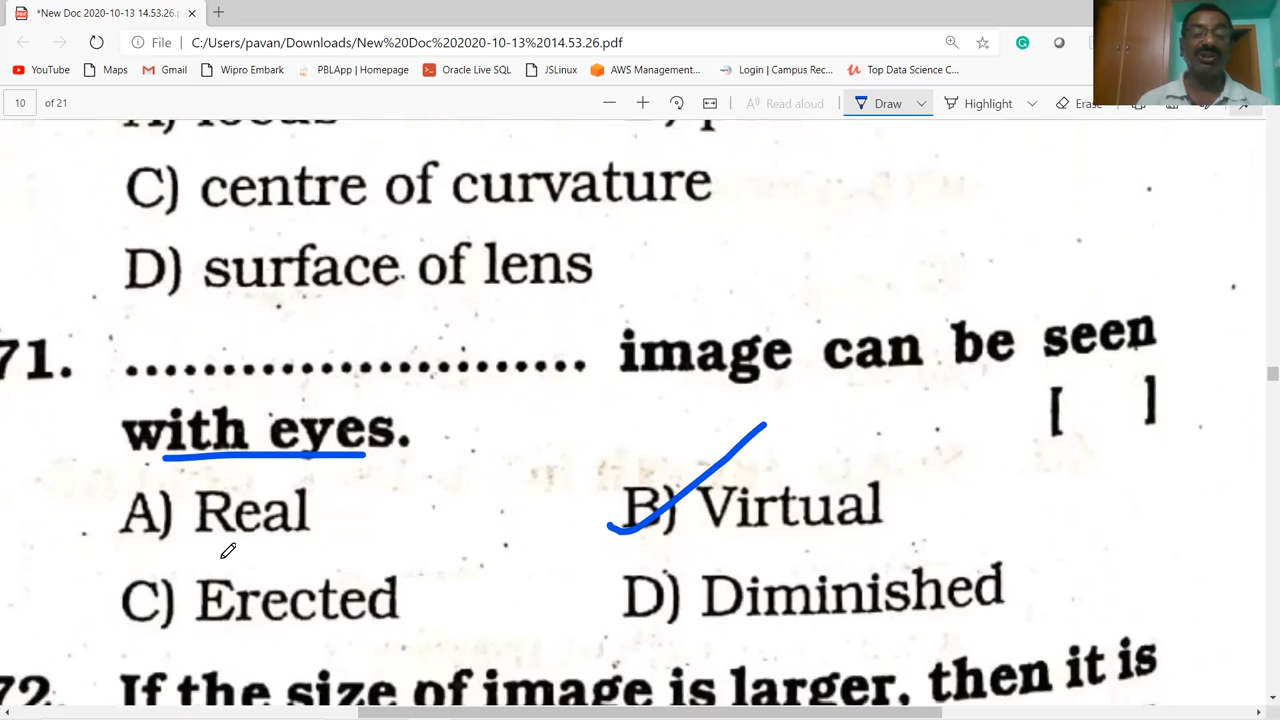 *New Doc 2020-10-13 14.53.26.p
File C:/Users/pavan/Downloads/New%20Doc%202020-10-13%2014.53.26.pdf
YouTube Maps Gmail Wipro Embark PBLApp | Homepage Oracle Live SQL JSLinux AWS Management... Login | Campus Rec... Top Data Science C...
10 of 21 Read aloud Draw Highlight Erase
A) focus
C) centre of curvature
D) surface of lens
71. ........................ image can be seen
with eyes. [ ]
A) Real B) Virtual
C) Erected D) Diminished
72. If the size of image is larger, then it is